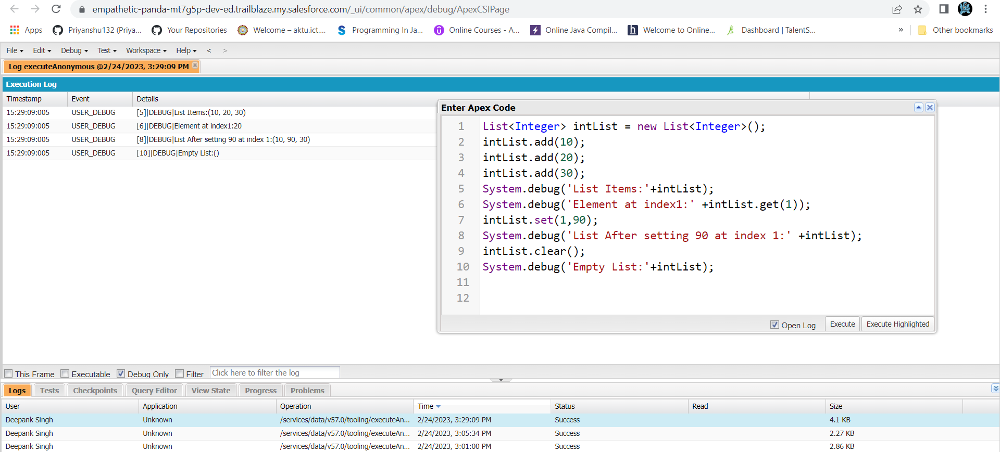 empathetic-panda-mt7g5p-dev-ed.trailblaze.my.salesforce.com/_ui/common/apex/debug/ApexCSIPage
Apps Priyanshu132 (Priya... Your Repositories Welcome – aktu.ict.... Programming In Ja... Online Courses - A... Online Java Compil... Welcome to Online... Dashboard | TalentS... » Other bookmarks
File Edit Debug Test Workspace Help < >
Log executeAnonymous @2/24/2023, 3:29:09 PM
Execution Log
Timestamp Event Details
15:29:09:005 USER_DEBUG [5]|DEBUG|List Items:(10, 20, 30)
15:29:09:005 USER_DEBUG [6]|DEBUG|Element at index1:20
15:29:09:005 USER_DEBUG [8]|DEBUG|List After setting 90 at index 1:(10, 90, 30)
15:29:09:005 USER_DEBUG [10]|DEBUG|Empty List:()
Enter Apex Code
1 List<Integer> intList = new List<Integer>();
2 intList.add(10);
3 intList.add(20);
4 intList.add(30);
5 System.debug('List Items:'+intList);
6 System.debug('Element at index1:' +intList.get(1));
7 intList.set(1,90);
8 System.debug('List After setting 90 at index 1:' +intList);
9 intList.clear();
10 System.debug('Empty List:'+intList);
11
12
Open Log Execute Execute Highlighted
This Frame Executable Debug Only Filter Click here to filter the log
Logs Tests Checkpoints Query Editor View State Progress Problems
User Application Operation Time Status Read Size
Deepank Singh Unknown /services/data/v57.0/tooling/executeAn... 2/24/2023, 3:29:09 PM Success 4.1 KB
Deepank Singh Unknown /services/data/v57.0/tooling/executeAn... 2/24/2023, 3:05:34 PM Success 2.27 KB
Deepank Singh Unknown /services/data/v57.0/tooling/executeAn... 2/24/2023, 3:01:00 PM Success 2.86 KB